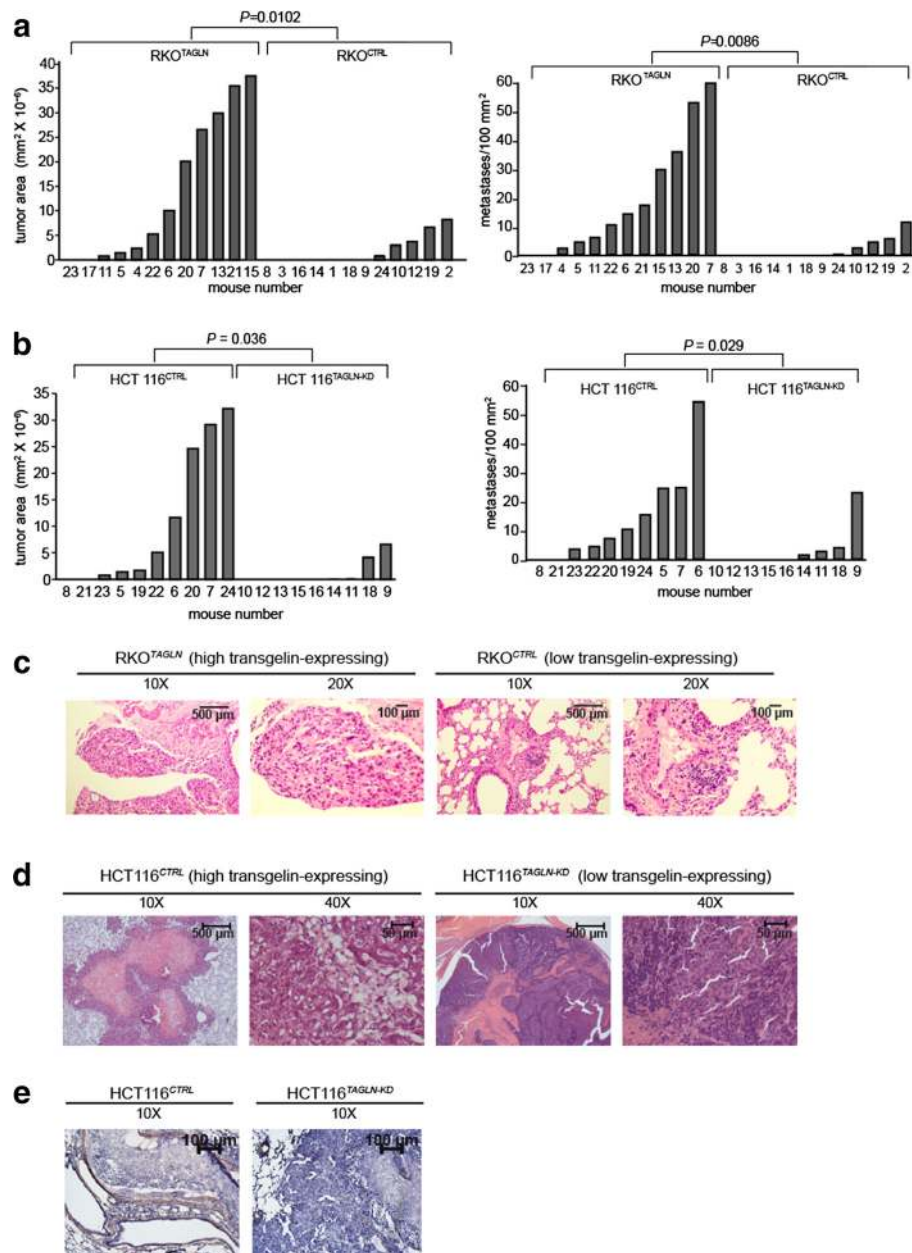 a
P=0.0102
RKO^TAGLN RKO^CTRL
tumor area (mm² X 10⁻⁶)
40
35
30
25
20
15
10
5
0
23 17 11 5 4 22 6 20 7 13 21 15 8 3 16 14 1 18 9 24 10 12 19 2
mouse number
P=0.0086
RKO^TAGLN RKO^CTRL
metastases/100 mm²
60
50
40
30
20
10
0
23 17 4 5 11 22 6 21 15 13 20 7 8 3 16 14 1 18 9 24 10 12 19 2
mouse number
b
P = 0.036
HCT 116^CTRL HCT 116^TAGLN-KD
tumor area (mm² X 10⁻⁶)
35
30
25
20
15
10
5
0
8 21 23 5 19 22 6 20 7 24 10 12 13 15 16 14 11 18 9
mouse number
P = 0.029
HCT 116^CTRL HCT 116^TAGLN-KD
metastases/100 mm²
60
50
40
30
20
10
0
8 21 23 22 20 19 24 5 7 6 10 12 13 15 16 14 11 18 9
mouse number
c
RKO^TAGLN (high transgelin-expressing) RKO^CTRL (low transgelin-expressing)
10X 20X 10X 20X
500 µm 100 µm 500 µm 100 µm
d
HCT116^CTRL (high transgelin-expressing) HCT116^TAGLN-KD (low transgelin-expressing)
10X 40X 10X 40X
500 µm 50 µm 500 µm 50 µm
e
HCT116^CTRL HCT116^TAGLN-KD
10X 10X
100 µm 100 µm